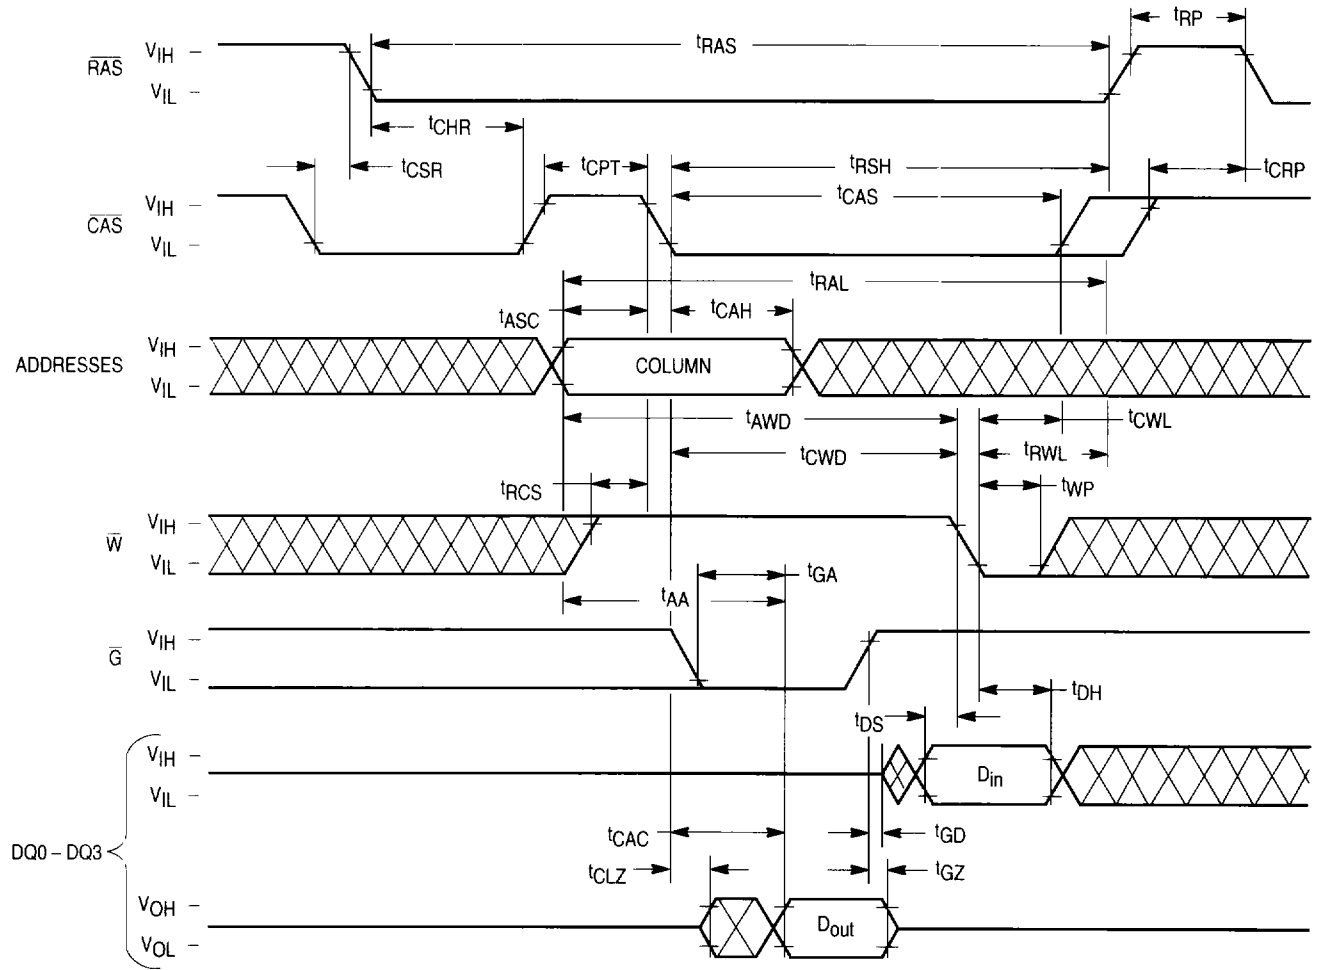 tRP
RAS VIH
tRAS
VIL
tCHR
tCSR tCPT tRSH tCRP
tCAS
CAS VIH
VIL
tRAL
tASC tCAH
ADDRESSES VIH
COLUMN
VIL
tAWD tCWL
tCWD tRWL
tRCS tWP
W VIH
VIL
tGA
tAA
G VIH
VIL
tDH
tDS
VIH
Din
VIL
DQ0 – DQ3
tCAC tGD
tCLZ tGZ
VOH
Dout
VOL